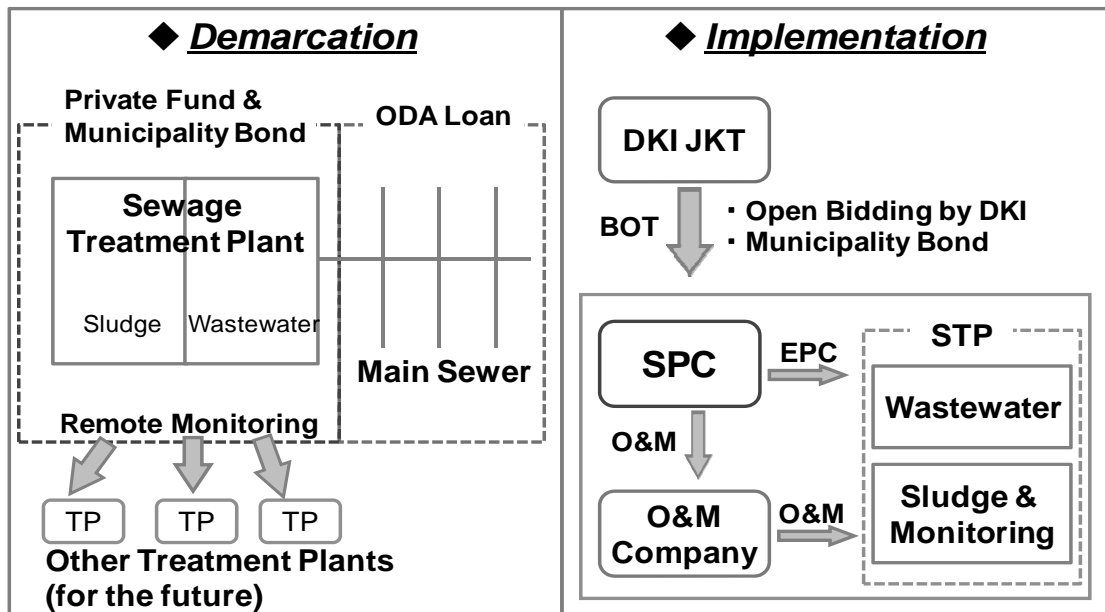 ◆ Demarcation
Private Fund &
Municipality Bond
ODA Loan
Sewage
Treatment Plant
Sludge
Wastewater
Main Sewer
Remote Monitoring
TP
TP
TP
Other Treatment Plants
(for the future)
◆ Implementation
DKI JKT
BOT
・Open Bidding by DKI
・Municipality Bond
SPC
EPC
STP
Wastewater
O&M
O&M
Company
O&M
Sludge &
Monitoring